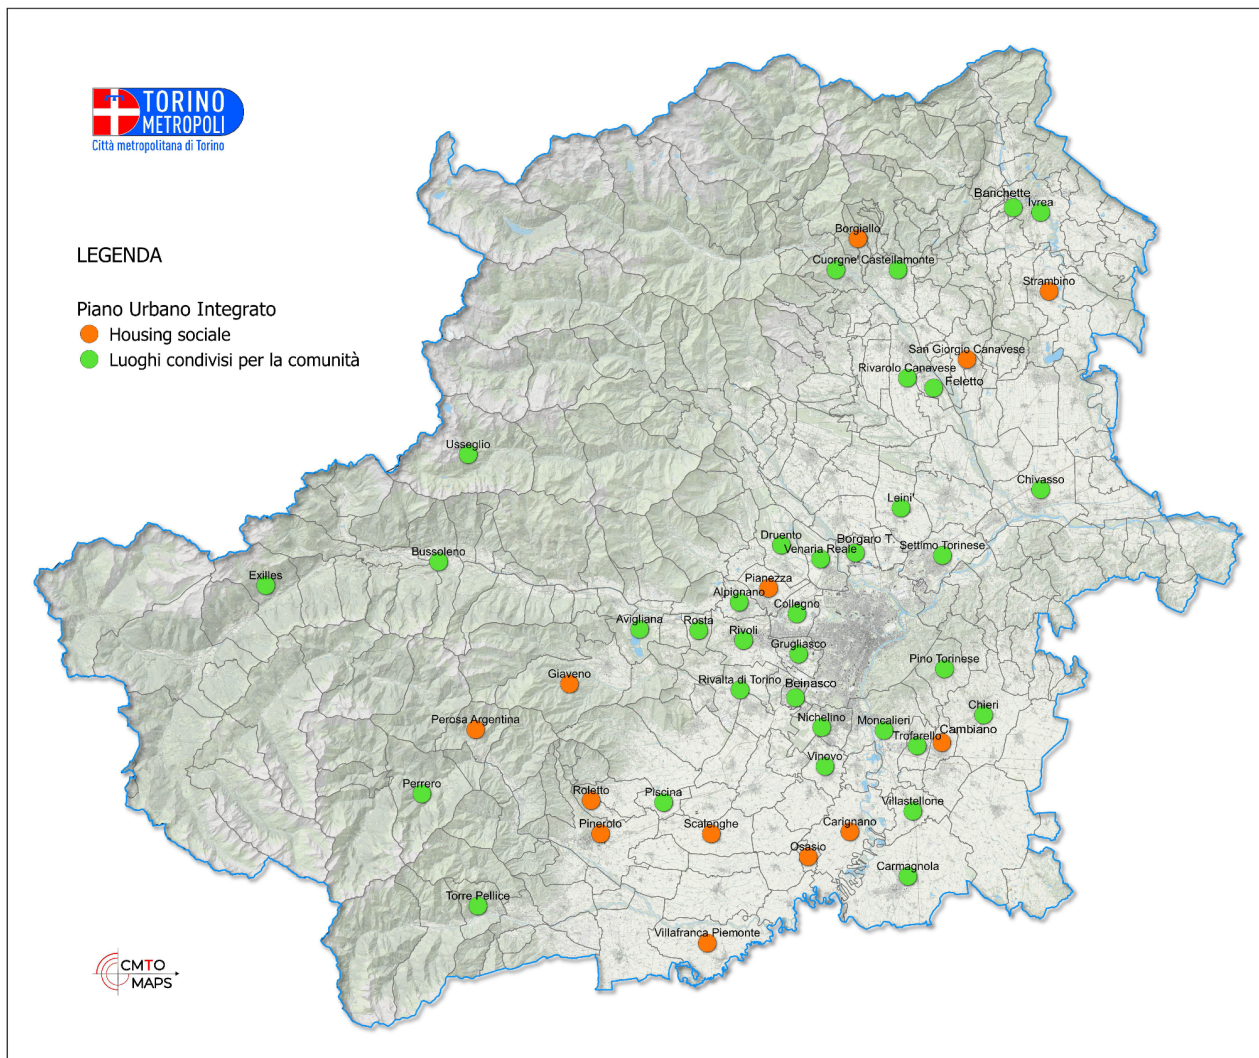 TORINO
METROPOLI
Città metropolitana di Torino
LEGENDA
Piano Urbano Integrato
Housing sociale
Luoghi condivisi per la comunità
Banchette
Ivrea
Borgiallo
Cuorgne'
Castellamonte
Strambino
San Giorgio Canavese
Rivarolo Canavese
Feletto
Usseglio
Chivasso
Leini'
Druento
Venaria Reale
Borgaro T.
Settimo Torinese
Bussoleno
Exilles
Pianezza
Alpignano
Collegno
Avigliana
Rosta
Rivoli
Grugliasco
Pino Torinese
Giaveno
Rivalta di Torino
Beinasco
Chieri
Perosa Argentina
Nichelino
Moncalieri
Trofarello
Cambiano
Vinovo
Perrero
Roletto
Piscina
Villastellone
Pinerolo
Scalenghe
Carignano
Osasio
Carmagnola
Torre Pellice
Villafranca Piemonte
CMTO
MAPS